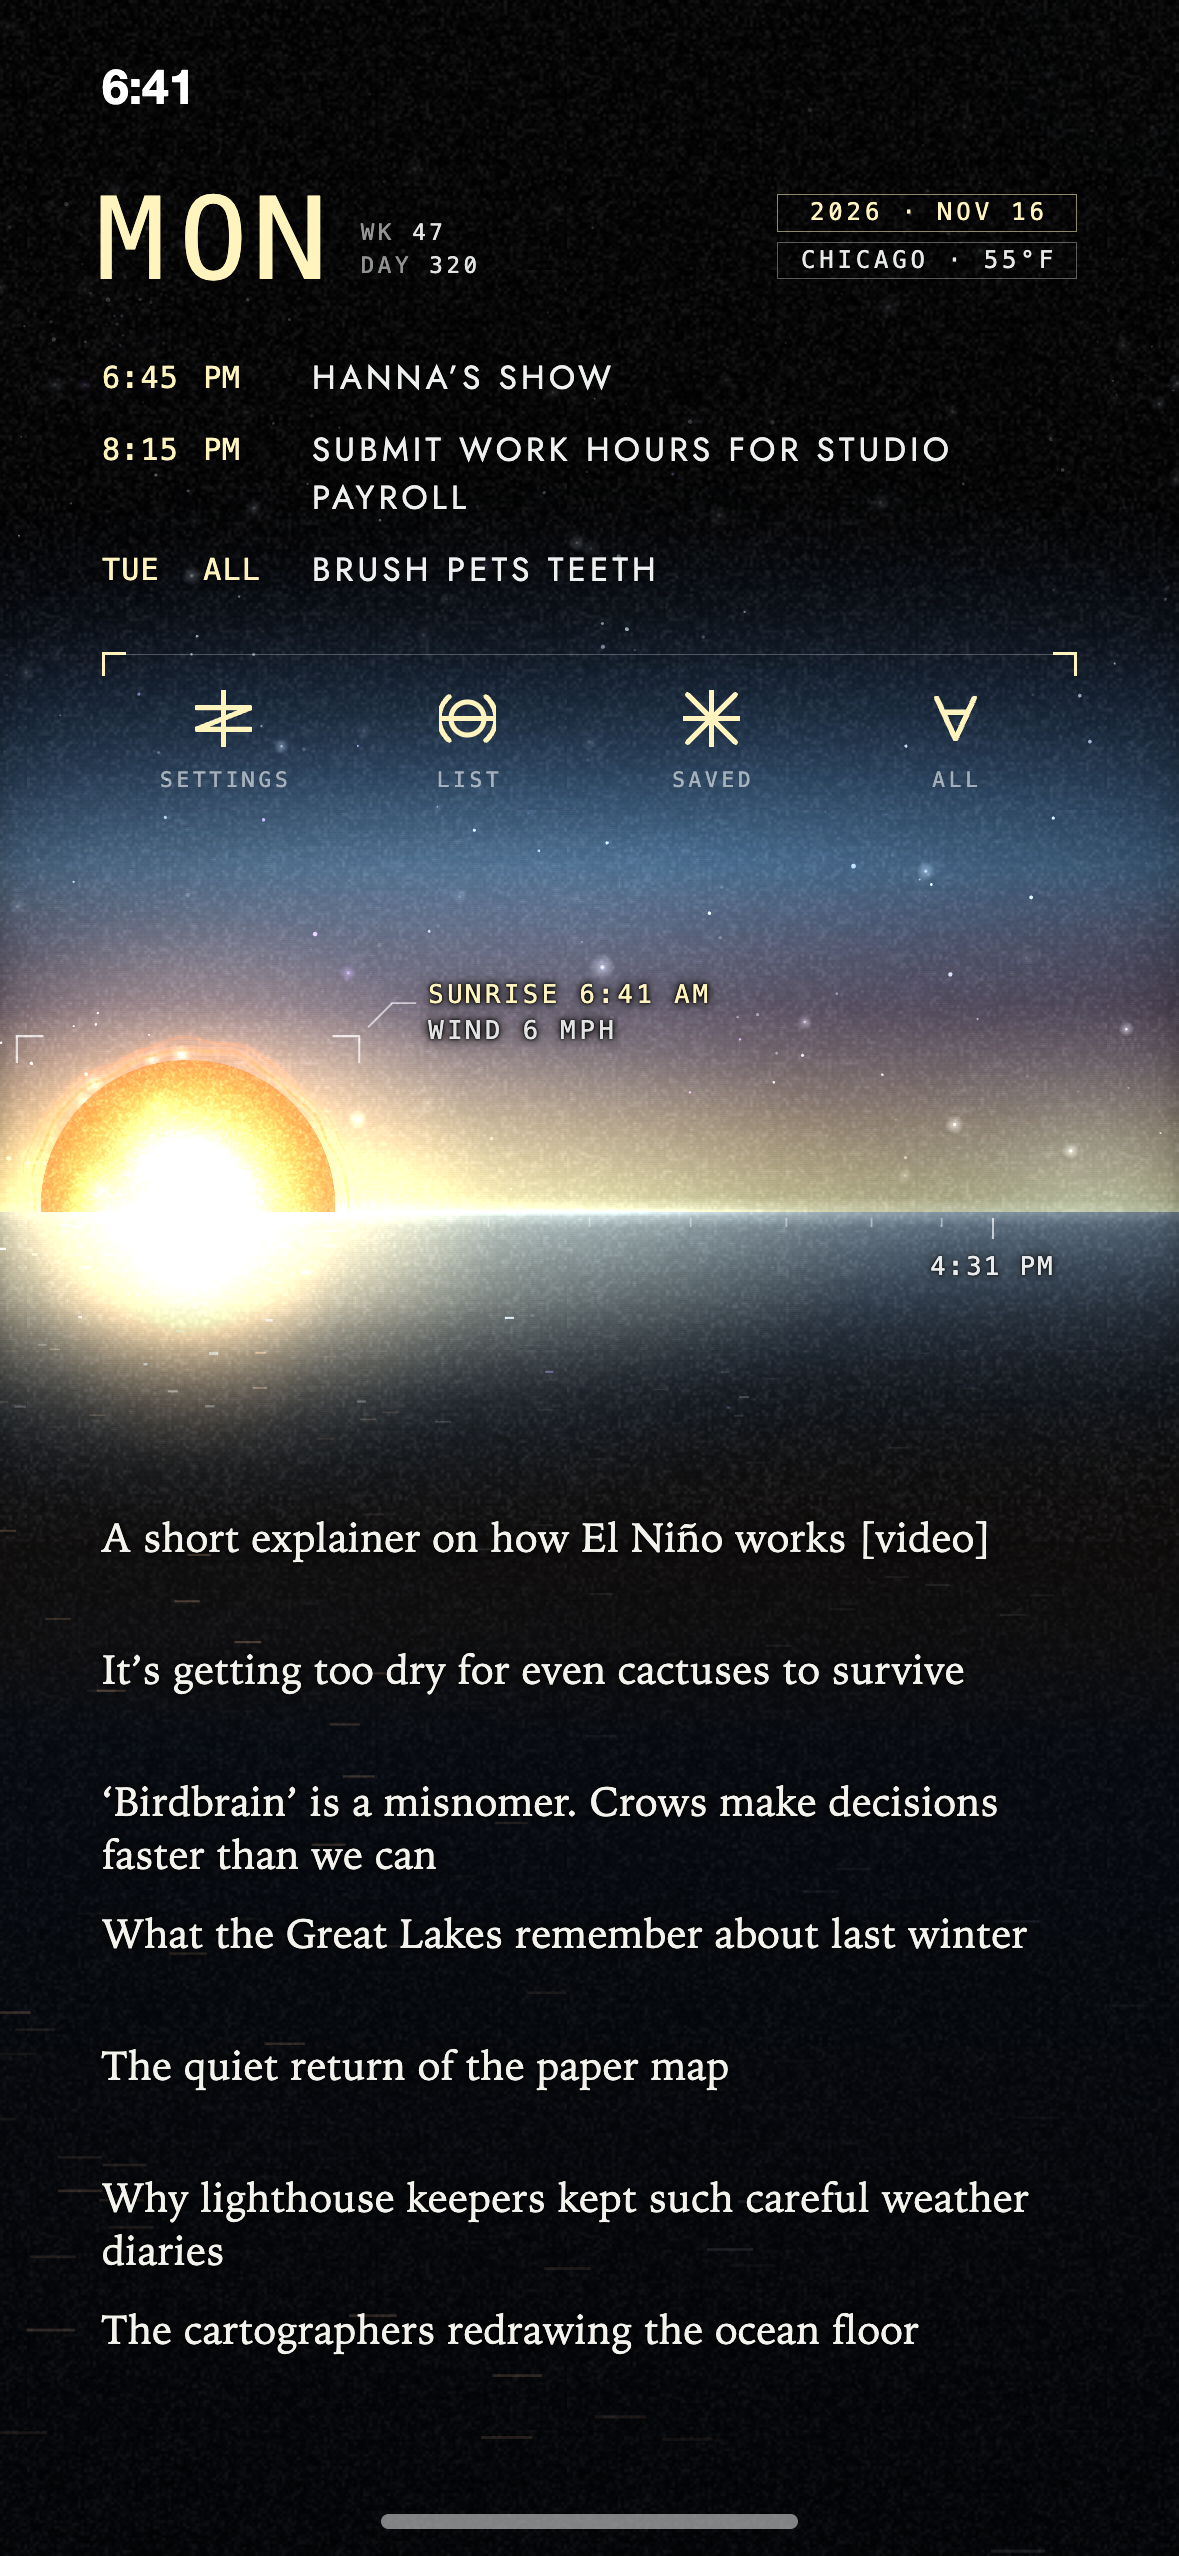 6:41
MON
WK 47
DAY 320
2026 · NOV 16
CHICAGO · 55°F
6:45 PM HANNA’S SHOW
8:15 PM SUBMIT WORK HOURS FOR STUDIO
PAYROLL
TUE ALL BRUSH PETS TEETH
SETTINGS LIST SAVED ALL
SUNRISE 6:41 AM
WIND 6 MPH
4:31 PM
A short explainer on how El Niño works [video]
It’s getting too dry for even cactuses to survive
‘Birdbrain’ is a misnomer. Crows make decisions
faster than we can
What the Great Lakes remember about last winter
The quiet return of the paper map
Why lighthouse keepers kept such careful weather
diaries
The cartographers redrawing the ocean floor